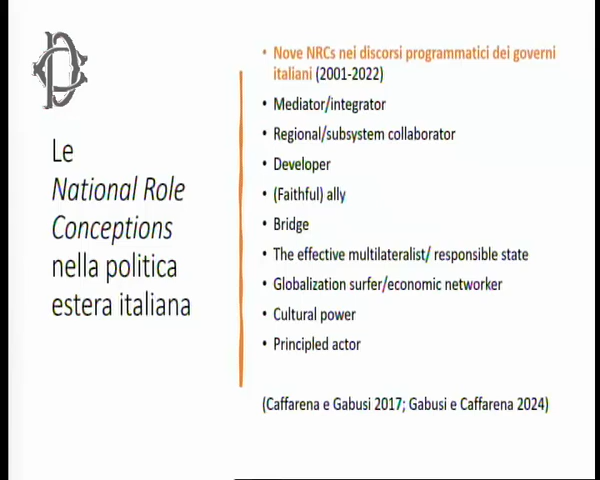 Le
National Role
Conceptions
nella politica
estera italiana
• Nove NRCs nei discorsi programmatici dei governi
italiani (2001-2022)
• Mediator/integrator
• Regional/subsystem collaborator
• Developer
• (Faithful) ally
• Bridge
• The effective multilateralist/ responsible state
• Globalization surfer/economic networker
• Cultural power
• Principled actor
(Caffarena e Gabusi 2017; Gabusi e Caffarena 2024)